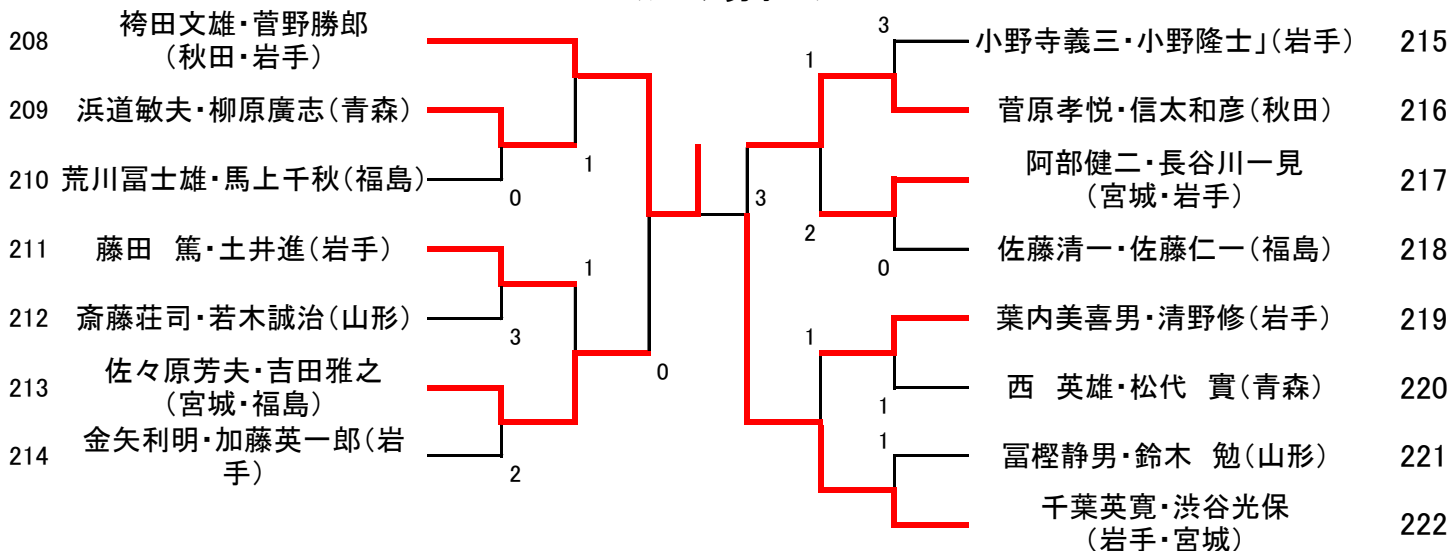 208 袴田文雄・菅野勝郎
(秋田・岩手)
209 浜道敏夫・柳原廣志(青森)
1
210 荒川冨士雄・馬上千秋(福島)
0
211 藤田 篤・土井進(岩手)
1
212 斎藤荘司・若木誠治(山形)
3
213 佐々原芳夫・吉田雅之
(宮城・福島)
0
214 金矢利明・加藤英一郎(岩
手)
2
3
小野寺義三・小野隆士」(岩手) 215
1
菅原孝悦・信太和彦(秋田) 216
阿部健二・長谷川一見
(宮城・岩手) 217
3
2
佐藤清一・佐藤仁一(福島) 218
0
葉内美喜男・清野修(岩手) 219
1
西 英雄・松代 實(青森) 220
1
1
冨樫静男・鈴木 勉(山形) 221
千葉英寛・渋谷光保
(岩手・宮城) 222